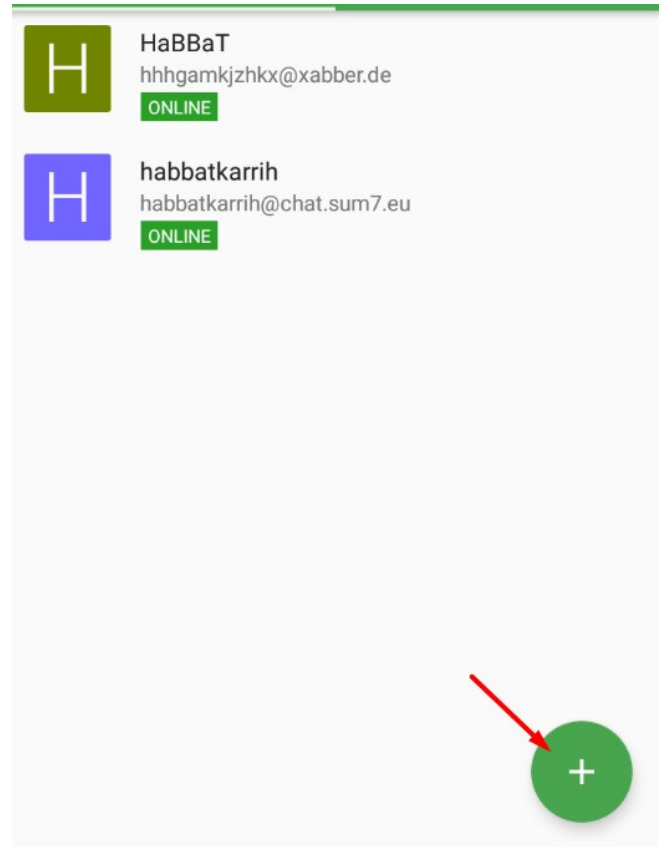 H
HaBBaT
hhhgamkjzhkx@xabber.de
ONLINE
H
habbatkarrih
habbatkarrih@chat.sum7.eu
ONLINE
+